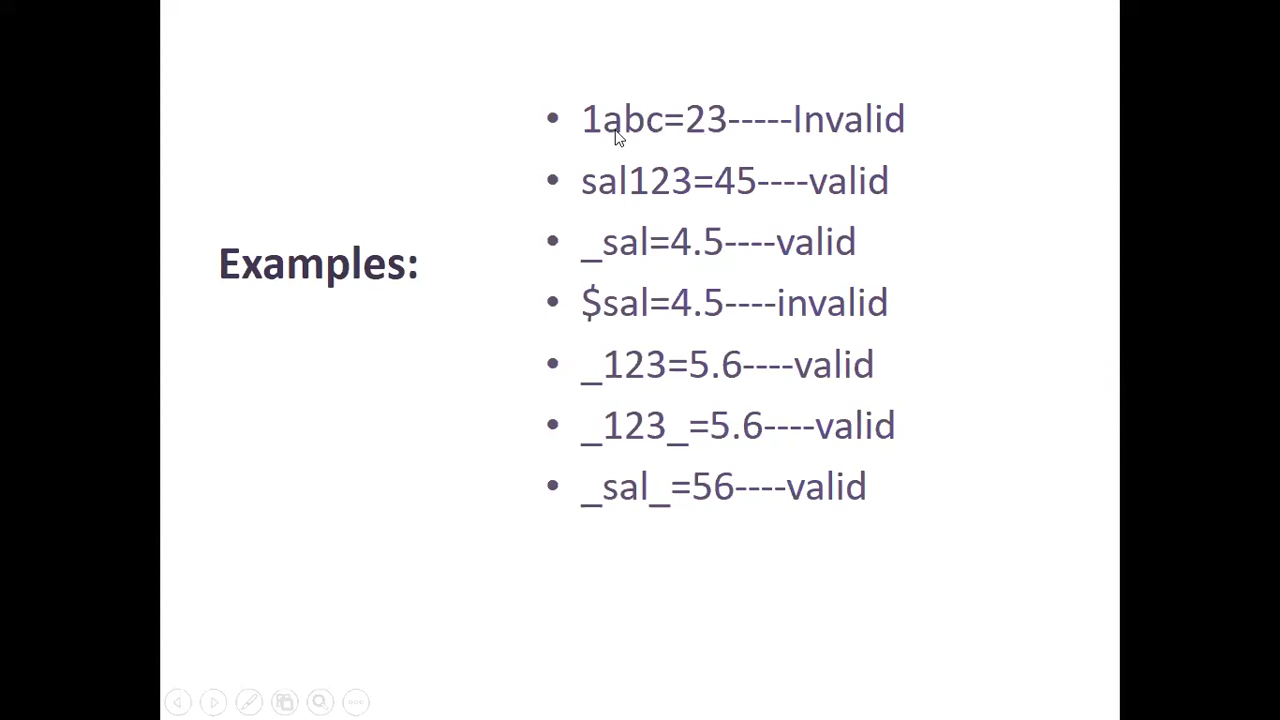 Examples:
• 1abc=23-----Invalid
• sal123=45----valid
• _sal=4.5----valid
• $sal=4.5----invalid
• _123=5.6----valid
• _123_=5.6----valid
• _sal_=56----valid